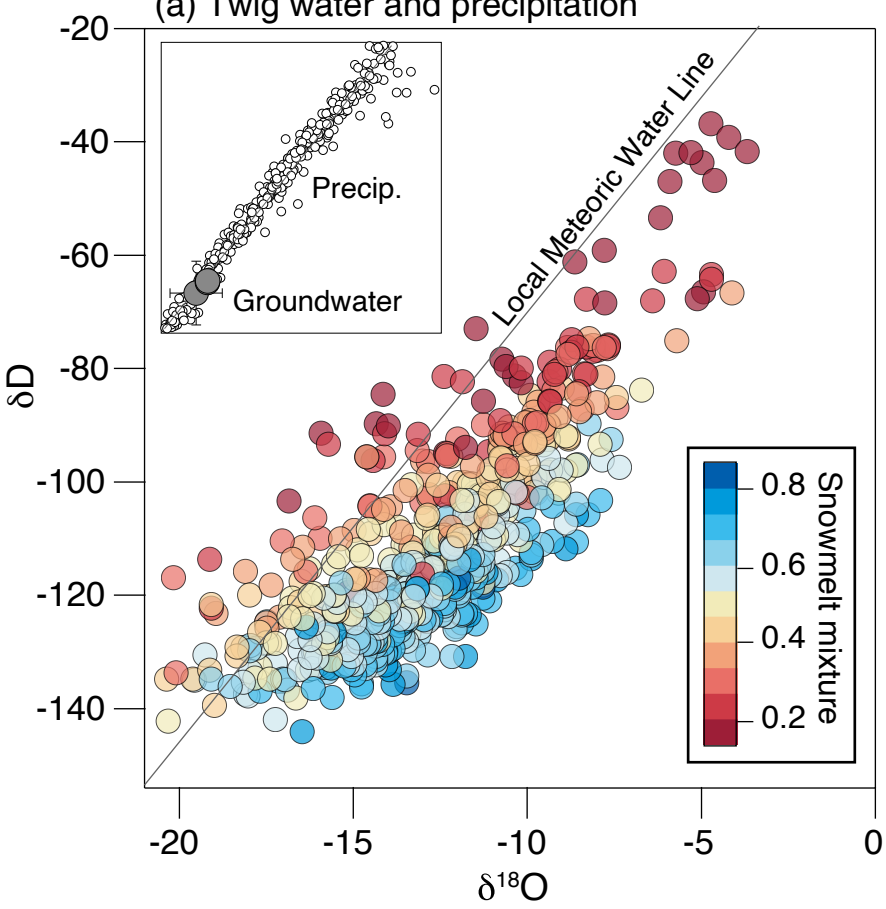 (a) Twig water and precipitation
-20
-40
-60
-80
-100
-120
-140
δD
Precip.
Groundwater
Local Meteoric Water Line
0.8
0.6
0.4
0.2
Snowmelt mixture
-20
-15
-10
-5
0
δ¹⁸O